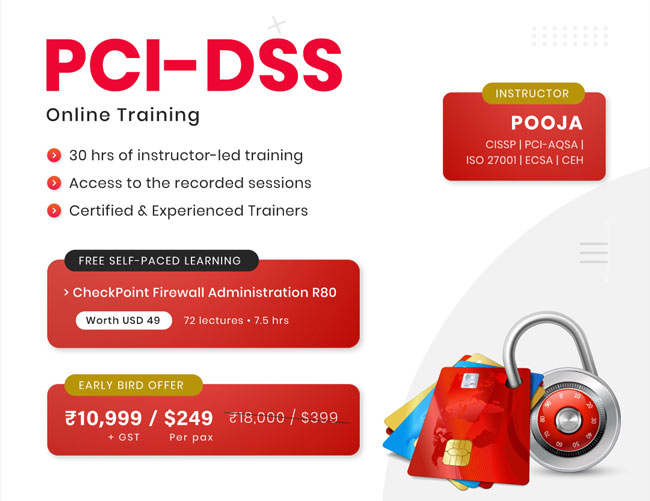 PCI-DSS
Online Training
30 hrs of instructor-led training
Access to the recorded sessions
Certified & Experienced Trainers
INSTRUCTOR
POOJA
CISSP | PCI-AQSA |
ISO 27001 | ECSA | CEH
FREE SELF-PACED LEARNING
> CheckPoint Firewall Administration R80
Worth USD 49 72 lectures • 7.5 hrs
EARLY BIRD OFFER
₹10,999 / $249 ₹18,000 / $399
+ GST Per pax